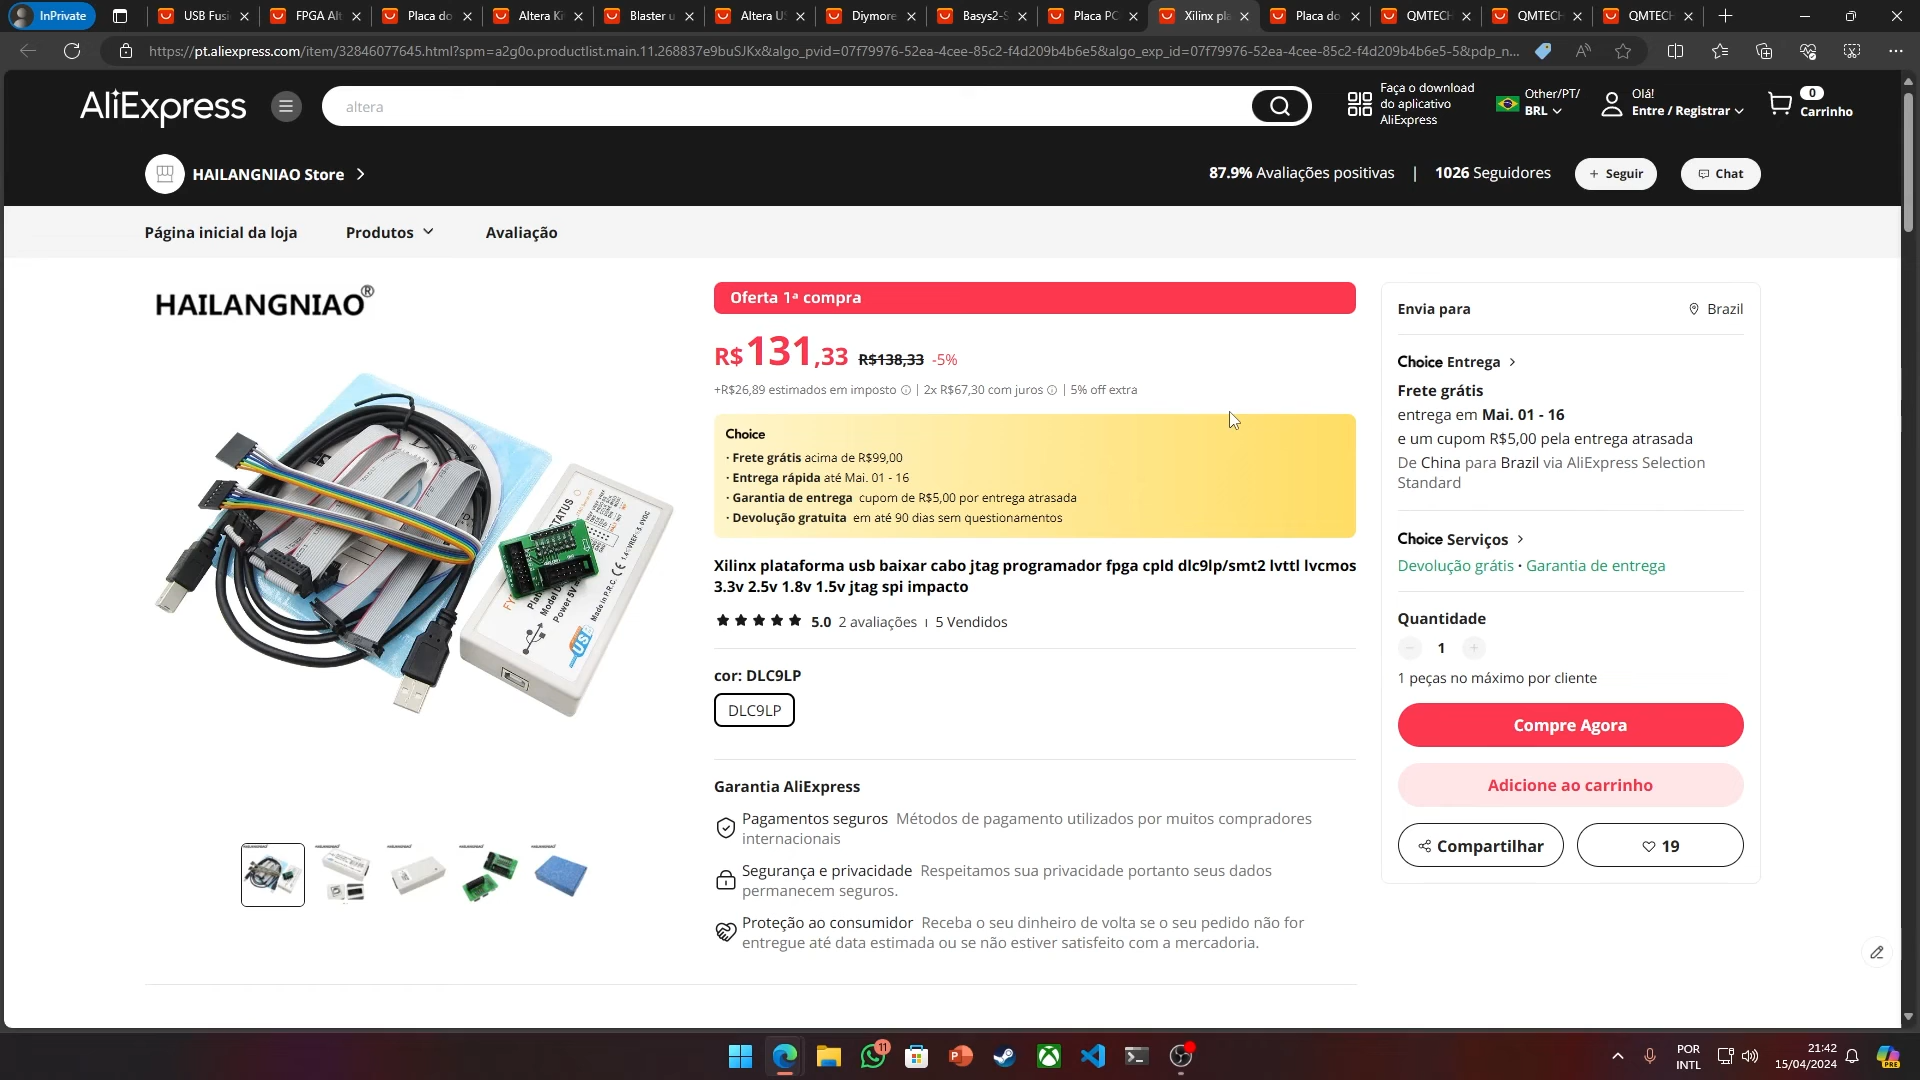 InPrivate
USB Fusi
FPGA Alt
Placa do
Altera Ki
Blaster u
Altera US
Diymore
Basys2-S
Placa PC
Xilinx pla
Placa do
QMTECH
QMTECH
QMTECH
https://pt.aliexpress.com/item/32846077645.html?spm=a2g0o.productlist.main.11.268837e9buSJKx&algo_pvid=07f79976-52ea-4cee-85c2-f4d209b4b6e5&algo_exp_id=07f79976-52ea-4cee-85c2-f4d209b4b6e5-5&pdp_n...
AliExpress
altera
Faça o download
do aplicativo
AliExpress
Other/PT/
BRL
Olá!
Entre / Registrar
0
Carrinho
HAILANGNIAO Store
87.9% Avaliações positivas | 1026 Seguidores
+ Seguir
Chat
Página inicial da loja
Produtos
Avaliação
HAILANGNIAO®
STATUS
Power 5V
Made in P.R.C.
USB
Oferta 1ª compra
R$131,33 R$138,33 -5%
+R$26,89 estimados em imposto | 2x R$67,30 com juros | 5% off extra
Choice
· Frete grátis acima de R$99,00
· Entrega rápida até Mai. 01 - 16
· Garantia de entrega cupom de R$5,00 por entrega atrasada
· Devolução gratuita em até 90 dias sem questionamentos
Xilinx plataforma usb baixar cabo jtag programador fpga cpld dlc9lp/smt2 lvttl lvcmos
3.3v 2.5v 1.8v 1.5v jtag spi impacto
5.0 2 avaliações | 5 Vendidos
cor: DLC9LP
DLC9LP
Garantia AliExpress
Pagamentos seguros Métodos de pagamento utilizados por muitos compradores
internacionais
Segurança e privacidade Respeitamos sua privacidade portanto seus dados
permanecem seguros.
Proteção ao consumidor Receba o seu dinheiro de volta se o seu pedido não for
entregue até data estimada ou se não estiver satisfeito com a mercadoria.
Envia para
Brazil
Choice Entrega
Frete grátis
entrega em Mai. 01 - 16
e um cupom R$5,00 pela entrega atrasada
De China para Brazil via AliExpress Selection
Standard
Choice Serviços
Devolução grátis · Garantia de entrega
Quantidade
1
1 peças no máximo por cliente
Compre Agora
Adicione ao carrinho
Compartilhar
19
11
POR
INTL
21:42
15/04/2024
PRE